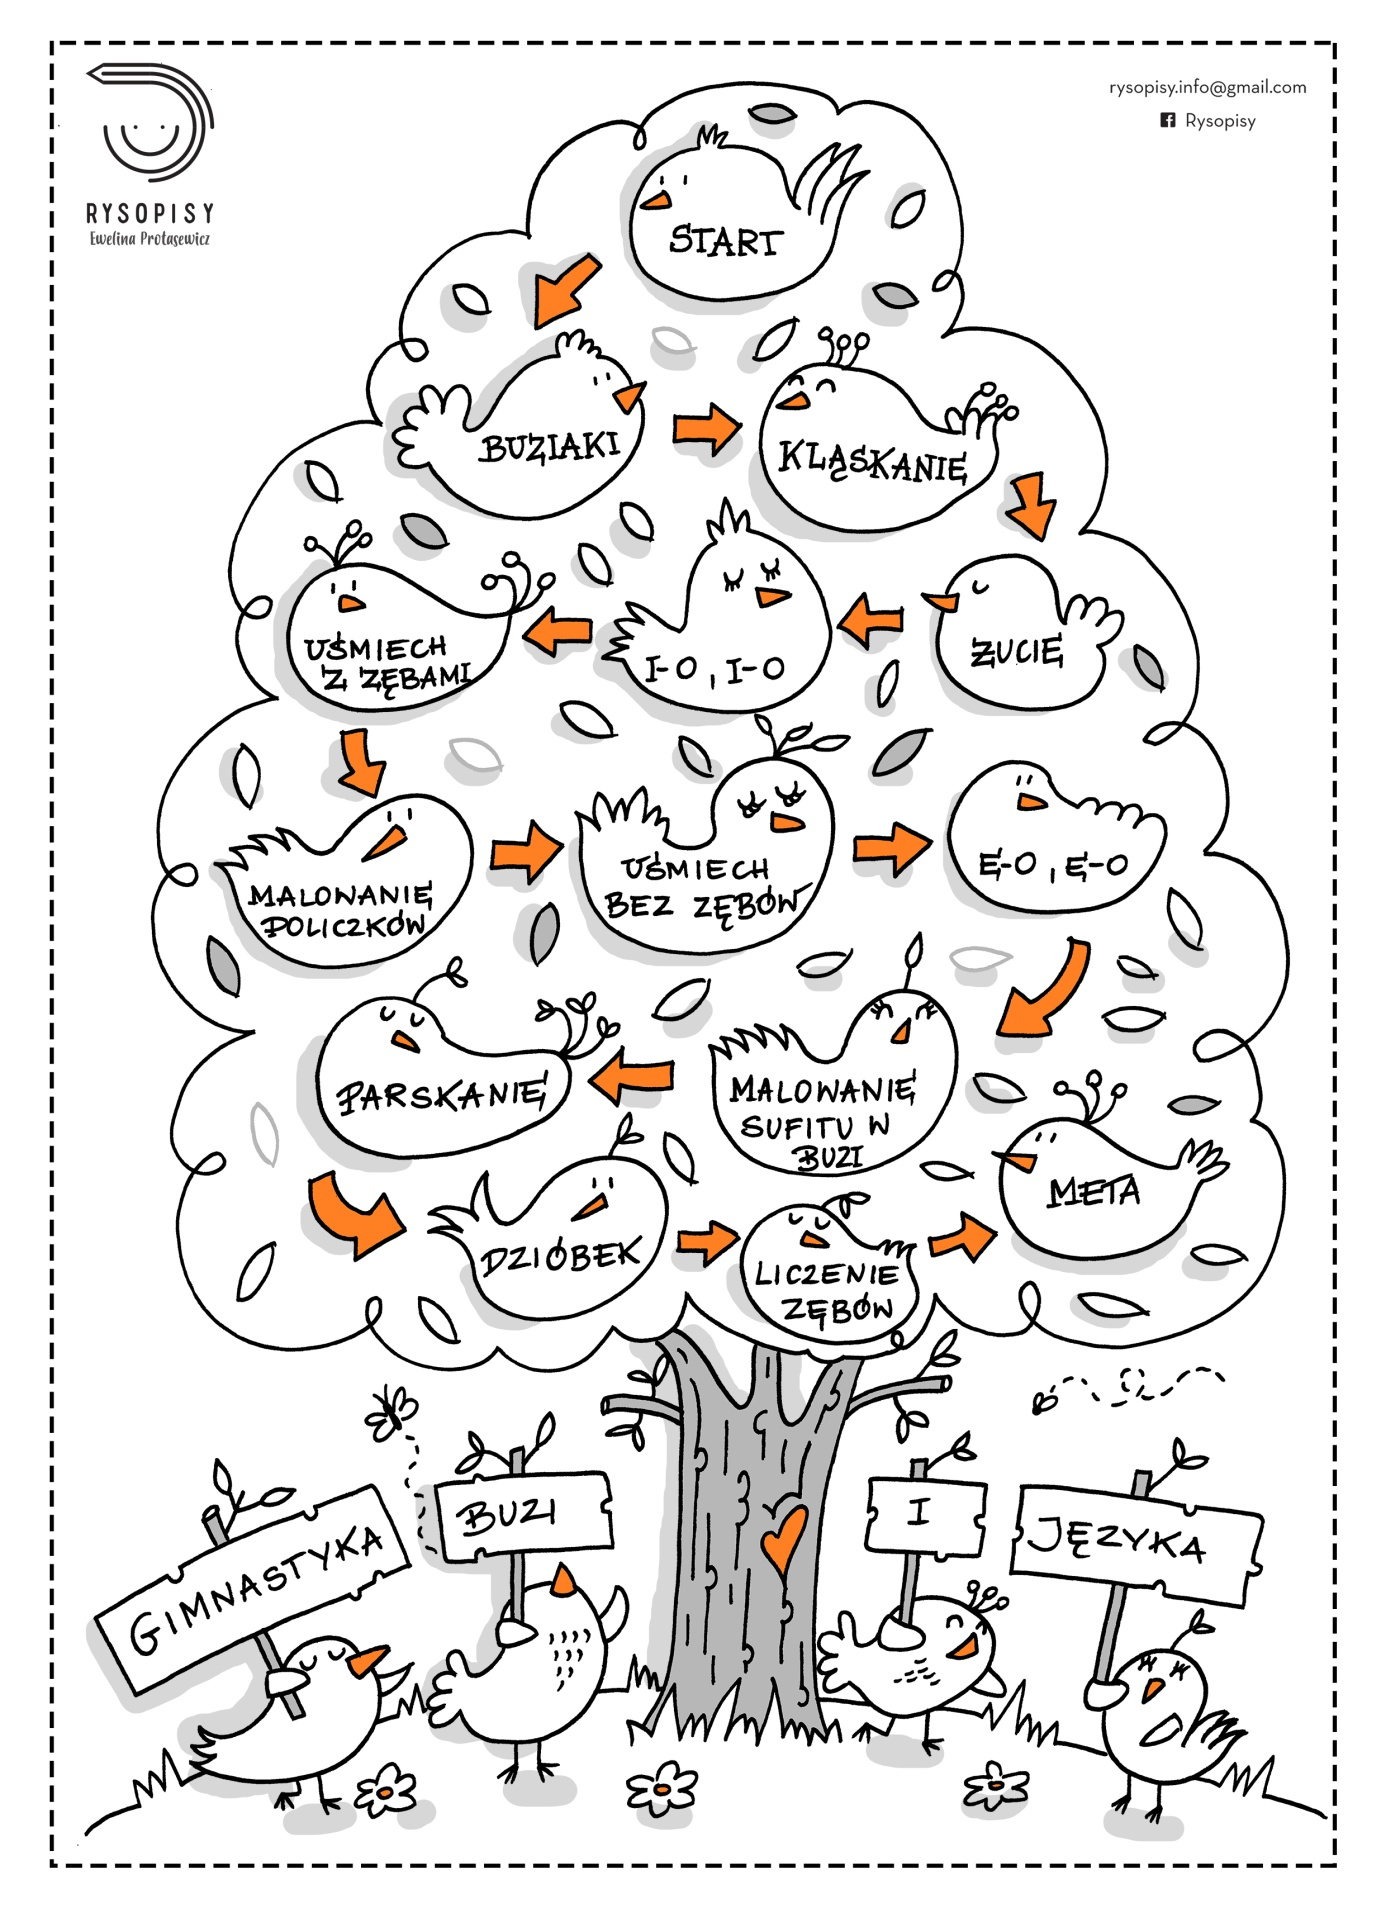 RYSOPISY
Ewelina Protasewicz
rysopisy.info@gmail.com
Rysopisy
START
BUZIAKI
KLĄSKANIE
ŻUCIE
I-O, I-O
UŚMIECH
Z ZĘBAMI
MALOWANIE
POLICZKÓW
UŚMIECH
BEZ ZĘBÓW
E-O, E-O
MALOWANIE
SUFITU W
BUZI
PARSKANIE
DZIÓBEK
LICZENIE
ZĘBÓW
META
GIMNASTYKA
BUZI
I
JĘZYKA